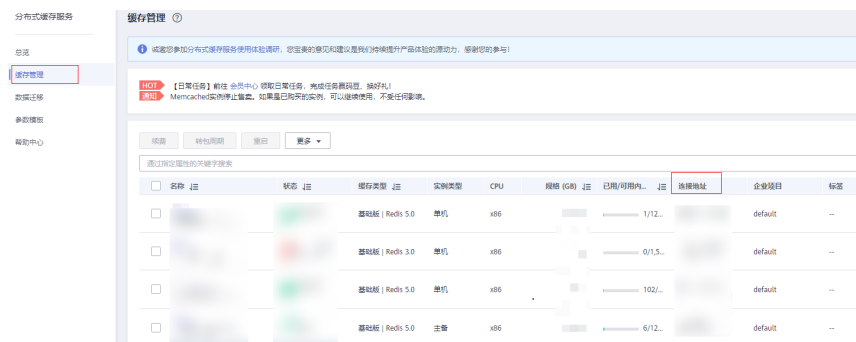 分布式缓存服务
总览
缓存管理
数据迁移
参数模板
帮助中心
缓存管理
诚邀您参加分布式缓存服务使用体验调研，您宝贵的意见和建议是我们持续提升产品体验的源动力，感谢您的参与！
HOT 【日常任务】前往 会员中心 领取日常任务，完成任务赢码豆、换好礼！
通知 Memcached实例停止售卖。如果是已购买的实例，可以继续使用，不受任何影响。
续费 转包周期 重启 更多
通过指定属性的关键字搜索
名称 状态 缓存类型 实例类型 CPU 规格 (GB) 已用/可用内... 连接地址 企业项目 标签
基础版 | Redis 5.0 单机 x86 1/12... default --
基础版 | Redis 3.0 单机 x86 0/1,5... default --
基础版 | Redis 5.0 单机 x86 102/... default --
基础版 | Redis 5.0 主备 x86 6/12... default --